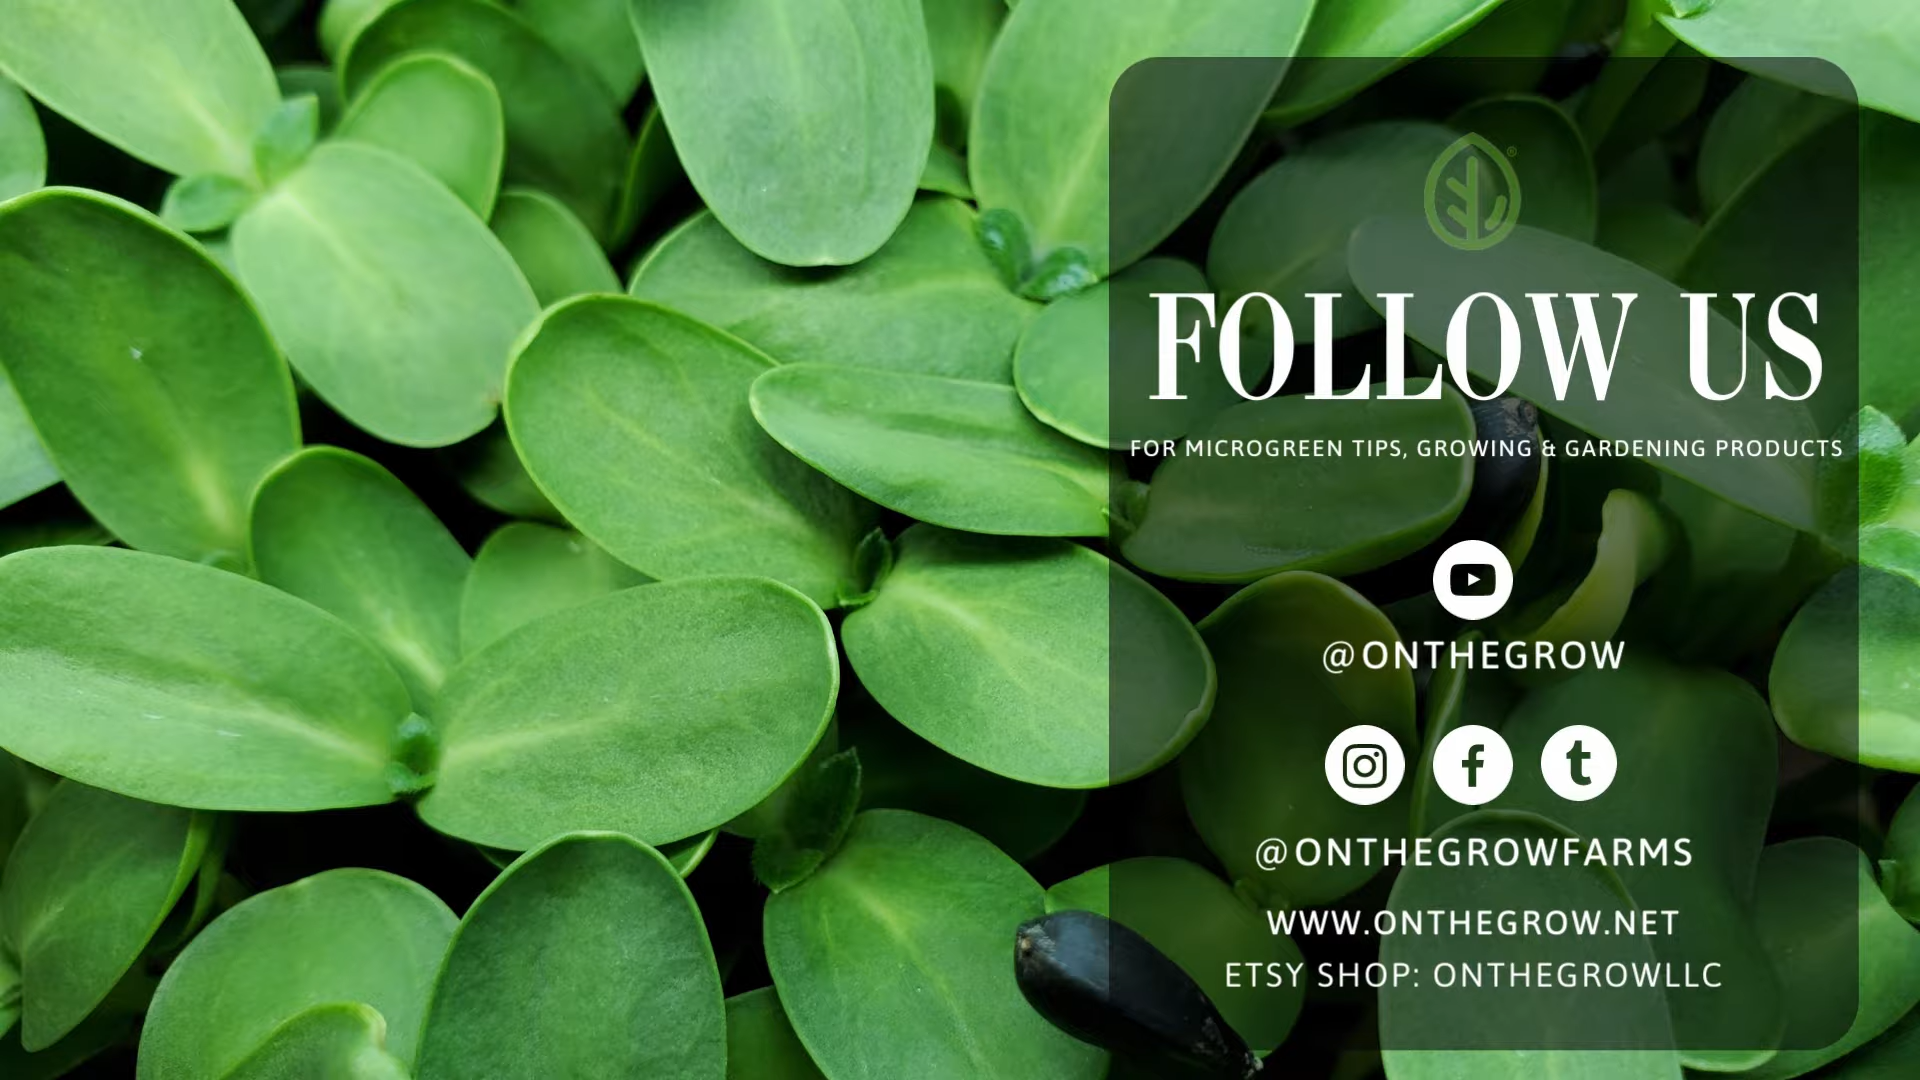 ®
FOLLOW US
FOR MICROGREEN TIPS, GROWING & GARDENING PRODUCTS
@ONTHEGROW
f t
@ONTHEGROWFARMS
WWW.ONTHEGROW.NET
ETSY SHOP: ONTHEGROWLLC